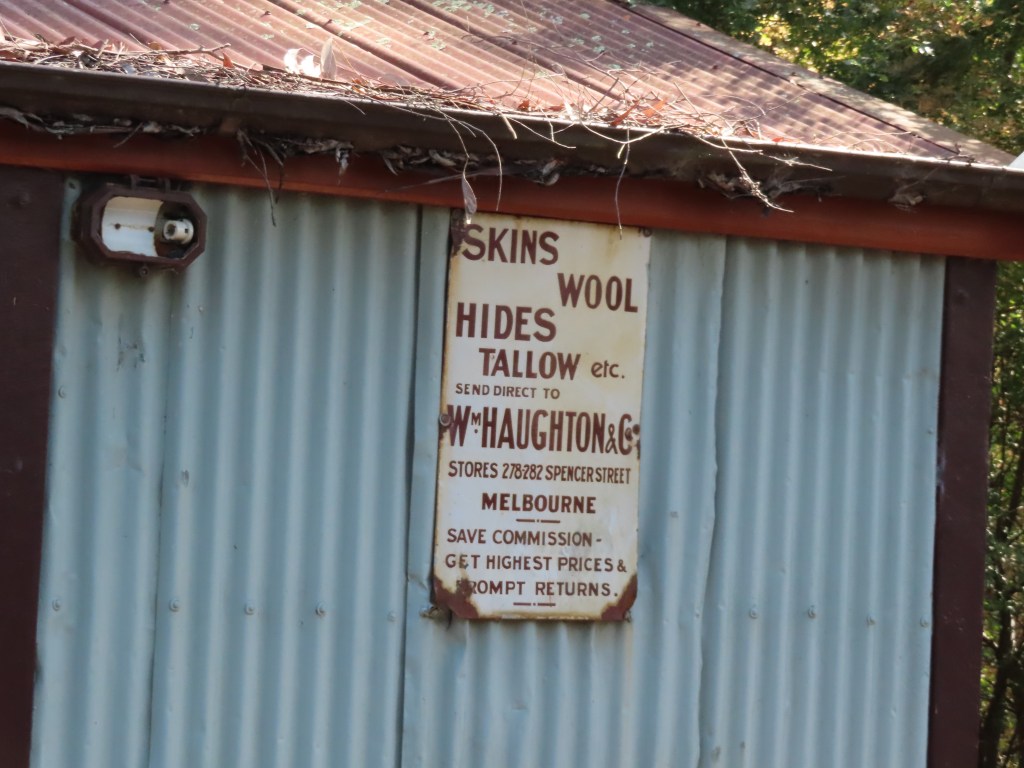 SKINS
WOOL
HIDES
TALLOW etc.
SEND DIRECT TO
WM HAUGHTON & Co
STORES 278-282 SPENCER STREET
MELBOURNE
SAVE COMMISSION -
GET HIGHEST PRICES &
PROMPT RETURNS.